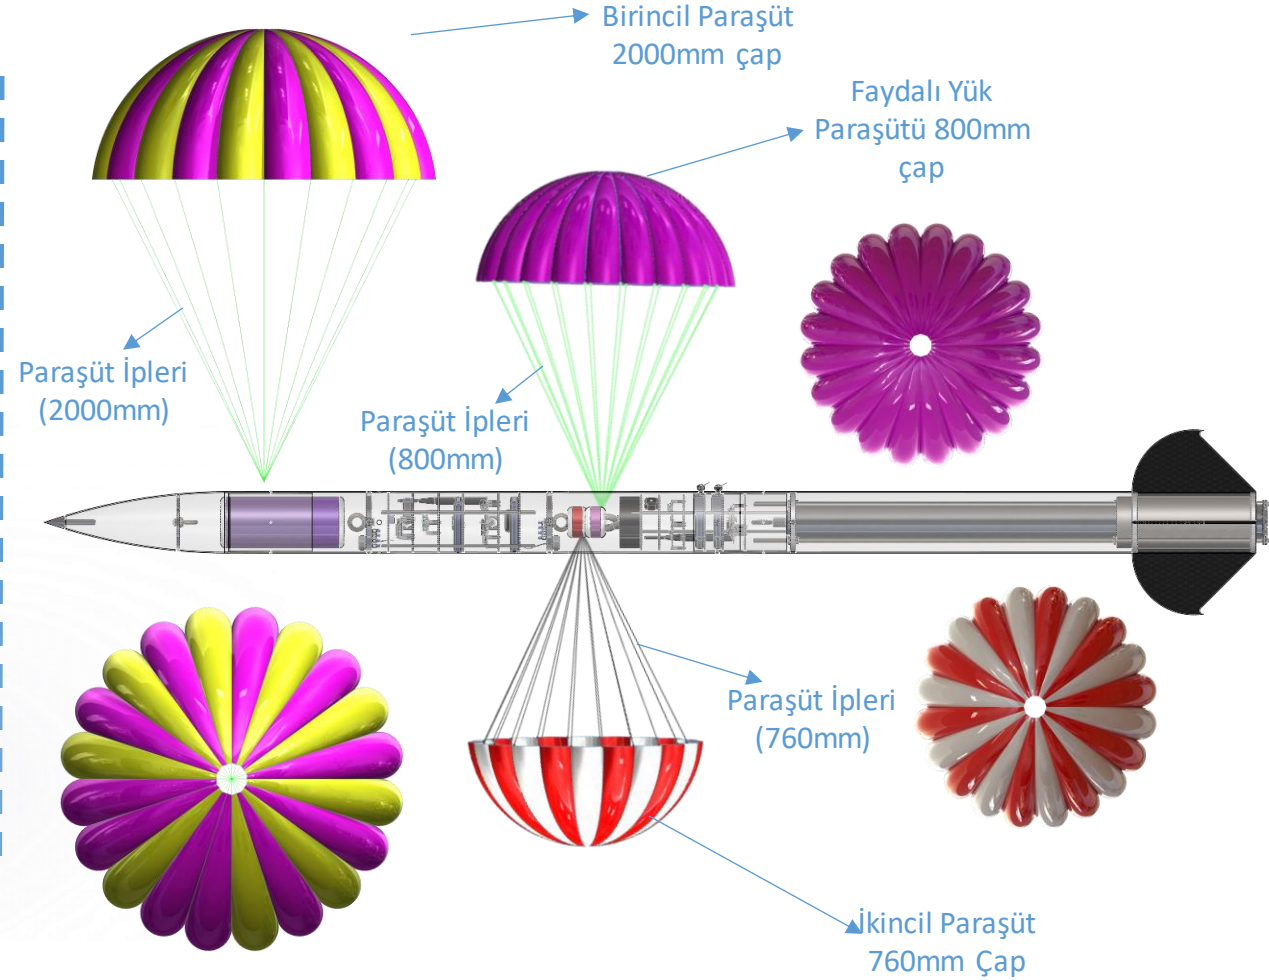 Birincil Paraşüt
2000mm çap
Faydalı Yük
Paraşütü 800mm
çap
Paraşüt İpleri
(2000mm)
Paraşüt İpleri
(800mm)
Paraşüt İpleri
(760mm)
İkincil Paraşüt
760mm Çap